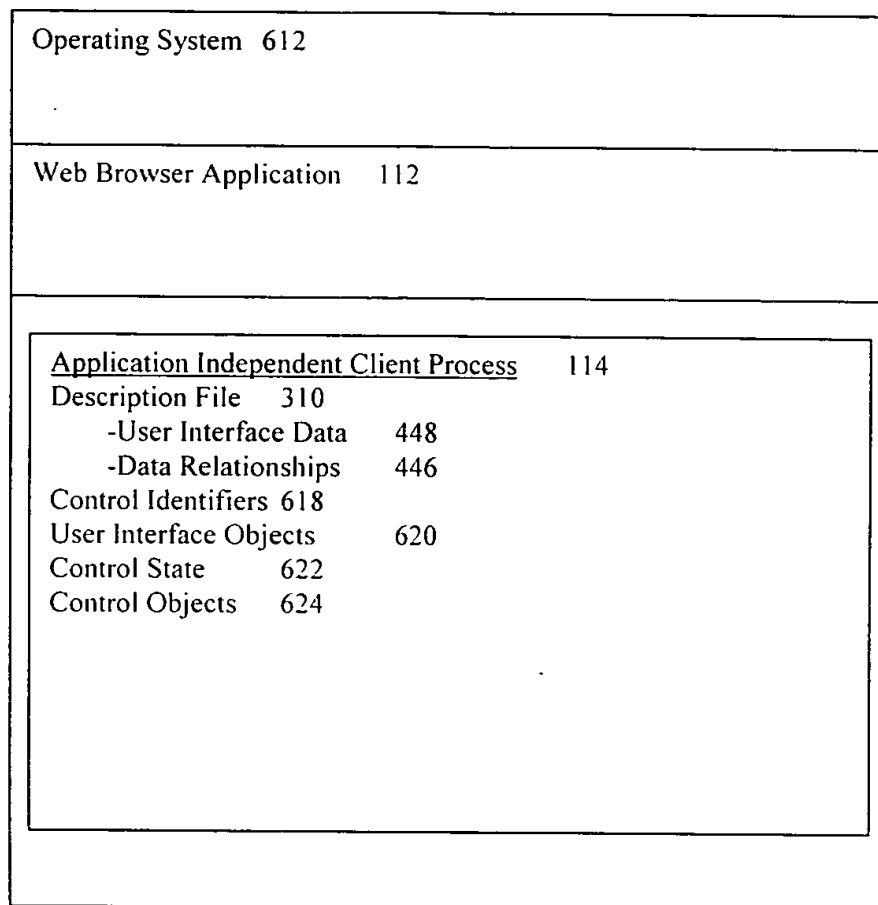 Operating System 612
Web Browser Application 112
Application Independent Client Process 114
Description File 310
-User Interface Data 448
-Data Relationships 446
Control Identifiers 618
User Interface Objects 620
Control State 622
Control Objects 624